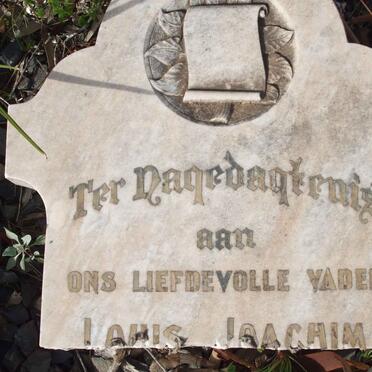 Ter Nagedagtenis
aan
ONS LIEFDEVOLLE VADER
LOUIS JOACHIM